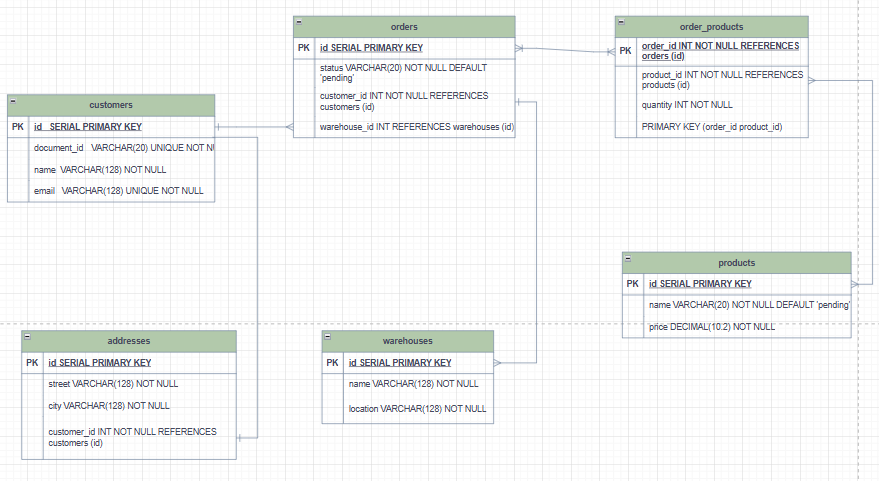 orders
PK
id SERIAL PRIMARY KEY
status VARCHAR(20) NOT NULL DEFAULT
'pending'
customer_id INT NOT NULL REFERENCES
customers (id)
warehouse_id INT REFERENCES warehouses (id)
order_products
PK
order_id INT NOT NULL REFERENCES
orders (id)
product_id INT NOT NULL REFERENCES
products (id)
quantity INT NOT NULL
PRIMARY KEY (order_id product_id)
customers
PK
id SERIAL PRIMARY KEY
document_id VARCHAR(20) UNIQUE NOT NU
name VARCHAR(128) NOT NULL
email VARCHAR(128) UNIQUE NOT NULL
products
PK
id SERIAL PRIMARY KEY
name VARCHAR(20) NOT NULL DEFAULT 'pending'
price DECIMAL(10.2) NOT NULL
addresses
PK
id SERIAL PRIMARY KEY
street VARCHAR(128) NOT NULL
city VARCHAR(128) NOT NULL
customer_id INT NOT NULL REFERENCES
customers (id)
warehouses
PK
id SERIAL PRIMARY KEY
name VARCHAR(128) NOT NULL
location VARCHAR(128) NOT NULL